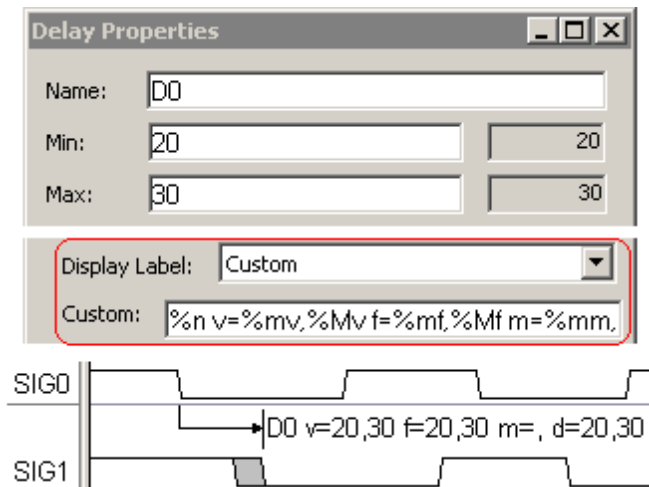 Delay Properties
Name: D0
Min: 20 20
Max: 30 30
Display Label: Custom
Custom: %n v=%mv,%Mv f=%mf,%Mf m=%mm,
SIG0
D0 v=20,30 f=20,30 m=, d=20,30
SIG1